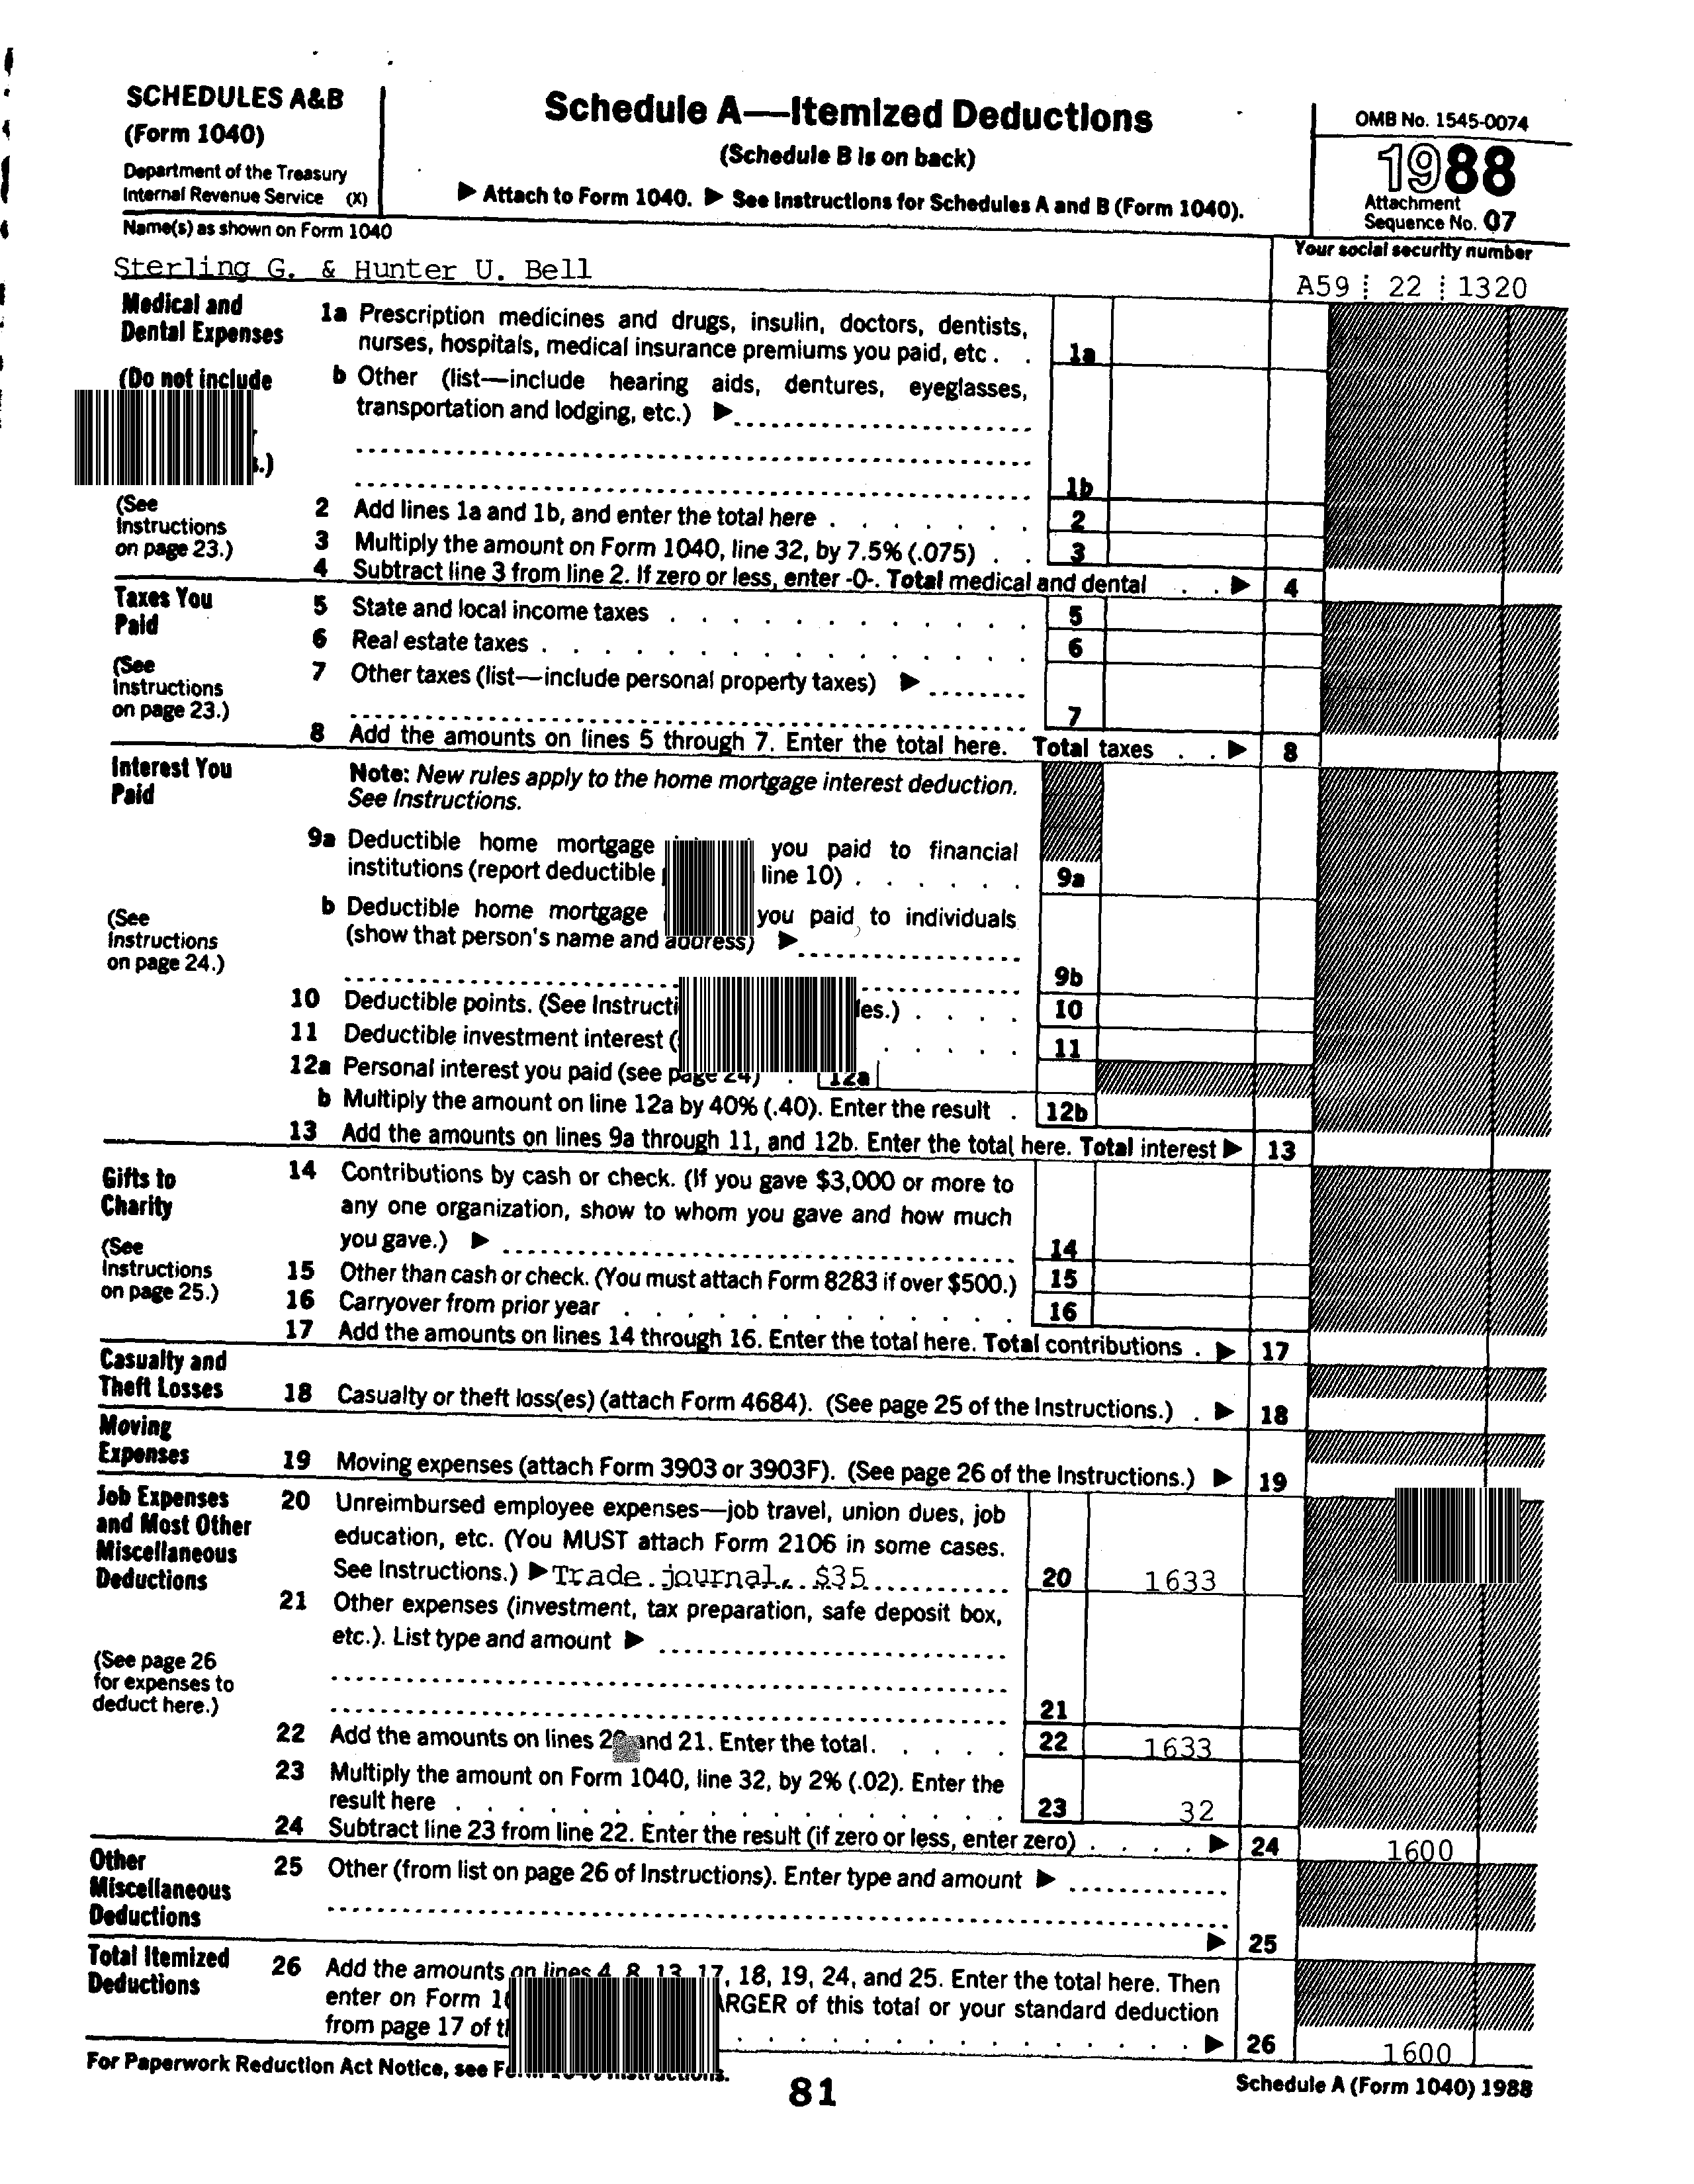 SCHEDULES A&B
(Form 1040)
Department of the Treasury
Internal Revenue Service (X)
Schedule A—Itemized Deductions
(Schedule B is on back)
▶ Attach to Form 1040. ▶ See Instructions for Schedules A and B (Form 1040).
OMB No. 1545-0074
1988
Attachment
Sequence No. 07
Name(s) as shown on Form 1040
Your social security number
Sterling G. & Hunter U. Bell
A59 22 1320
Medical and
Dental Expenses
(Do not include
.)
(See
Instructions
on page 23.)
1a Prescription medicines and drugs, insulin, doctors, dentists,
nurses, hospitals, medical insurance premiums you paid, etc . . 1a
b Other (list—include hearing aids, dentures, eyeglasses,
transportation and lodging, etc.) ▶
1b
2 Add lines 1a and 1b, and enter the total here . . . . . . . 2
3 Multiply the amount on Form 1040, line 32, by 7.5% (.075) . . 3
4 Subtract line 3 from line 2. If zero or less, enter -0-. Total medical and dental . . ▶ 4
Taxes You
Paid
(See
Instructions
on page 23.)
5 State and local income taxes . . . . . . . . . . . . 5
6 Real estate taxes . . . . . . . . . . . . . . . . 6
7 Other taxes (list—include personal property taxes) ▶
7
8 Add the amounts on lines 5 through 7. Enter the total here. Total taxes . . ▶ 8
Interest You
Paid
(See
Instructions
on page 24.)
Note: New rules apply to the home mortgage interest deduction.
See Instructions.
9a Deductible home mortgage you paid to financial
institutions (report deductible line 10) . . . . . . 9a
b Deductible home mortgage you paid to individuals
(show that person's name and address) ▶
9b
10 Deductible points. (See Instructi les.) . . . . 10
11 Deductible investment interest ( . . . . . 11
12a Personal interest you paid (see page 24) . 12a
b Multiply the amount on line 12a by 40% (.40). Enter the result . 12b
13 Add the amounts on lines 9a through 11, and 12b. Enter the total here. Total interest ▶ 13
Gifts to
Charity
(See
Instructions
on page 25.)
14 Contributions by cash or check. (If you gave $3,000 or more to
any one organization, show to whom you gave and how much
you gave.) ▶ 14
15 Other than cash or check. (You must attach Form 8283 if over $500.) 15
16 Carryover from prior year . . . . . . . . . . . . 16
17 Add the amounts on lines 14 through 16. Enter the total here. Total contributions . ▶ 17
Casualty and
Theft Losses
18 Casualty or theft loss(es) (attach Form 4684). (See page 25 of the Instructions.) . ▶ 18
Moving
Expenses
19 Moving expenses (attach Form 3903 or 3903F). (See page 26 of the Instructions.) ▶ 19
Job Expenses
and Most Other
Miscellaneous
Deductions
(See page 26
for expenses to
deduct here.)
20 Unreimbursed employee expenses—job travel, union dues, job
education, etc. (You MUST attach Form 2106 in some cases.
See Instructions.) ▶ Trade journal, $35 20 1633
21 Other expenses (investment, tax preparation, safe deposit box,
etc.). List type and amount ▶
21
22 Add the amounts on lines 20 and 21. Enter the total. . . . . 22 1633
23 Multiply the amount on Form 1040, line 32, by 2% (.02). Enter the
result here . . . . . . . . . . . . . . . . . . 23 32
24 Subtract line 23 from line 22. Enter the result (if zero or less, enter zero) . . . . ▶ 24 1600
Other
Miscellaneous
Deductions
25 Other (from list on page 26 of Instructions). Enter type and amount ▶
▶ 25
Total Itemized
Deductions
26 Add the amounts on lines 4, 8, 13, 17, 18, 19, 24, and 25. Enter the total here. Then
enter on Form ARGER of this total or your standard deduction
from page 17 of . . . . . . . . . . . . . . ▶ 26 1600
For Paperwork Reduction Act Notice, see Form 1040 Instructions.
81
Schedule A (Form 1040) 1988